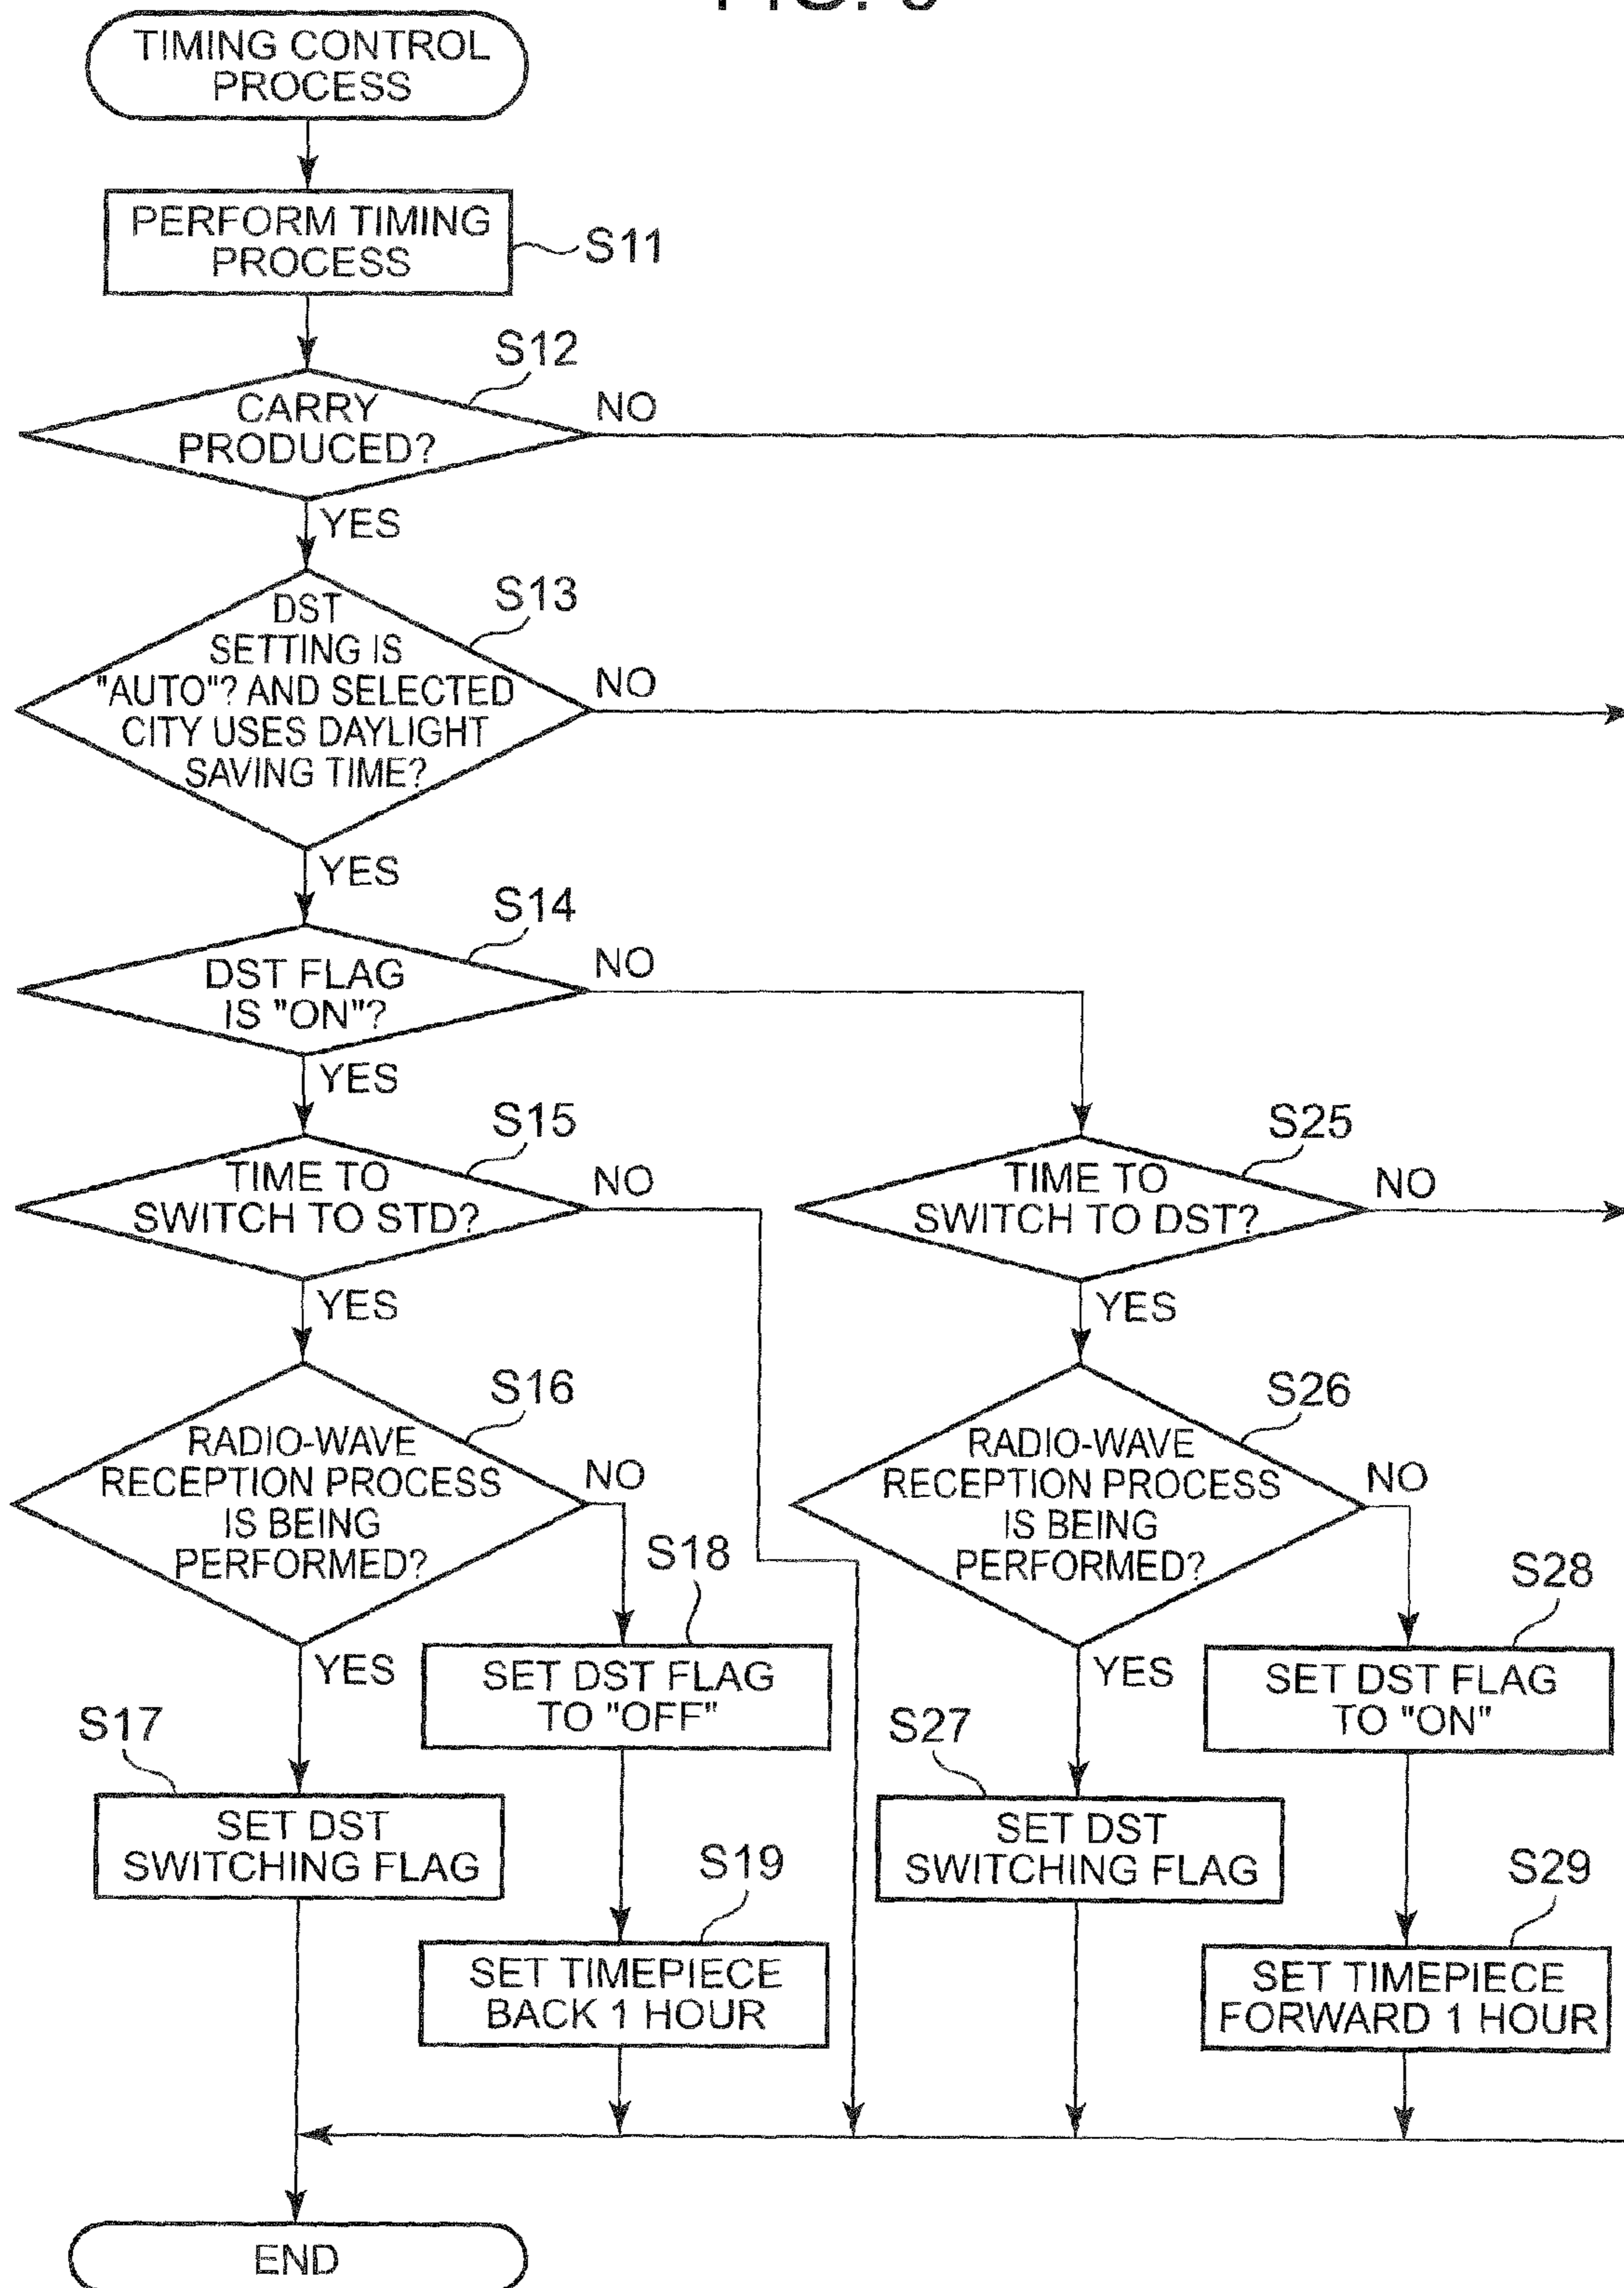 TIMING CONTROL
PROCESS
PERFORM TIMING
PROCESS
S11
S12
CARRY
PRODUCED?
NO
YES
S13
DST
SETTING IS
"AUTO"? AND SELECTED
CITY USES DAYLIGHT
SAVING TIME?
NO
YES
S14
DST FLAG
IS "ON"?
NO
YES
S15
TIME TO
SWITCH TO STD?
NO
S25
TIME TO
SWITCH TO DST?
NO
YES
YES
S16
RADIO-WAVE
RECEPTION PROCESS
IS BEING
PERFORMED?
NO
S26
RADIO-WAVE
RECEPTION PROCESS
IS BEING
PERFORMED?
NO
YES
S18
SET DST FLAG
TO "OFF"
YES
S28
SET DST FLAG
TO "ON"
S17
SET DST
SWITCHING FLAG
S27
SET DST
SWITCHING FLAG
S19
SET TIMEPIECE
BACK 1 HOUR
S29
SET TIMEPIECE
FORWARD 1 HOUR
END